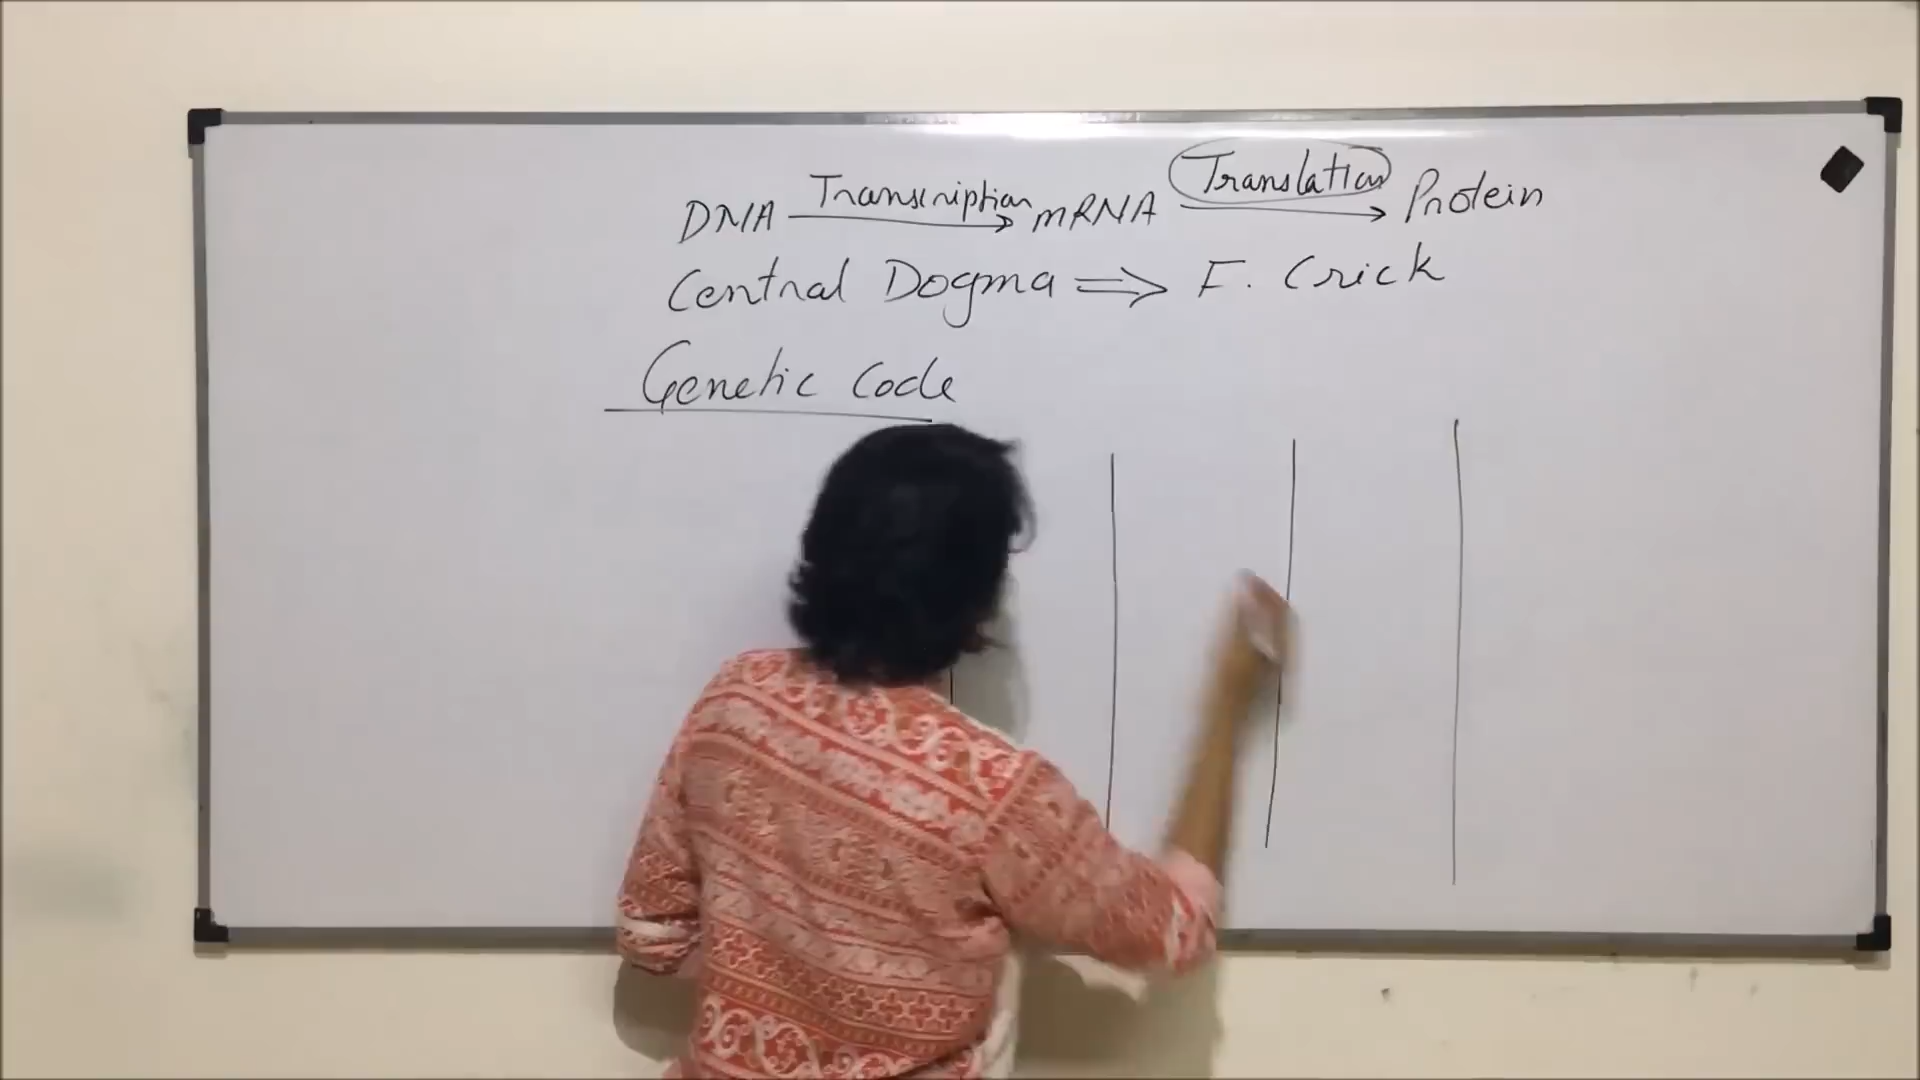 DNA Transcription mRNA Translation Protein
Central Dogma ⇒ F. Crick
Genetic Code